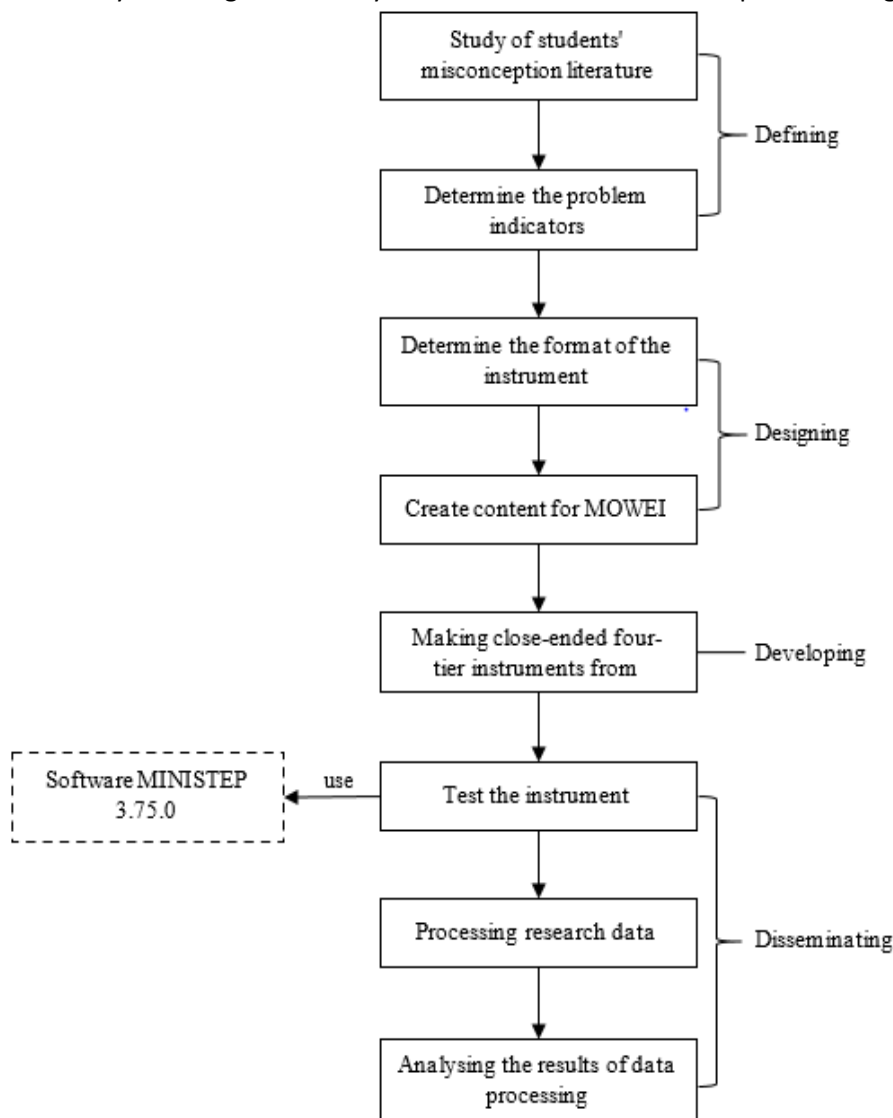 Study of students'
misconception literature
Defining
Determine the problem
indicators
Determine the format of the
instrument
Designing
Create content for MOWEI
Making close-ended four-
tier instruments from
Developing
Software MINISTEP
3.75.0
use
Test the instrument
Processing research data
Disseminating
Analysing the results of data
processing